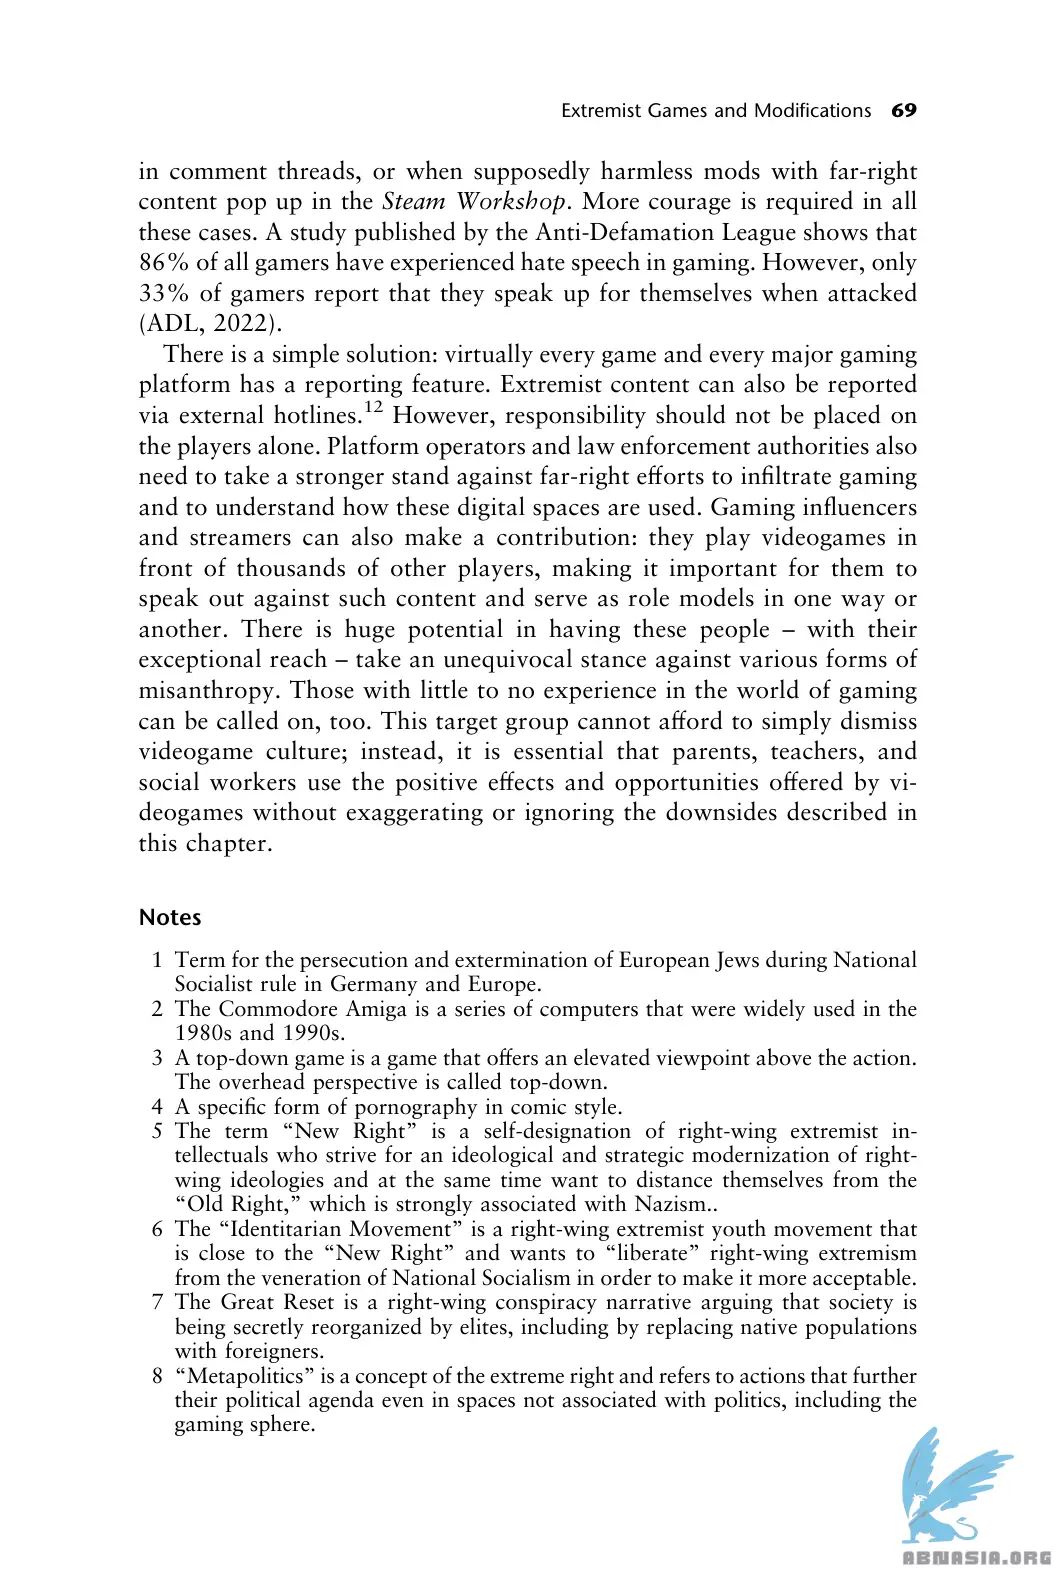 Extremist Games and Modifications 69
in comment threads, or when supposedly harmless mods with far-right
content pop up in the Steam Workshop. More courage is required in all
these cases. A study published by the Anti-Defamation League shows that
86% of all gamers have experienced hate speech in gaming. However, only
33% of gamers report that they speak up for themselves when attacked
(ADL, 2022).
There is a simple solution: virtually every game and every major gaming
platform has a reporting feature. Extremist content can also be reported
via external hotlines.12 However, responsibility should not be placed on
the players alone. Platform operators and law enforcement authorities also
need to take a stronger stand against far-right efforts to infiltrate gaming
and to understand how these digital spaces are used. Gaming influencers
and streamers can also make a contribution: they play videogames in
front of thousands of other players, making it important for them to
speak out against such content and serve as role models in one way or
another. There is huge potential in having these people – with their
exceptional reach – take an unequivocal stance against various forms of
misanthropy. Those with little to no experience in the world of gaming
can be called on, too. This target group cannot afford to simply dismiss
videogame culture; instead, it is essential that parents, teachers, and
social workers use the positive effects and opportunities offered by vi-
deogames without exaggerating or ignoring the downsides described in
this chapter.
Notes
1 Term for the persecution and extermination of European Jews during National
Socialist rule in Germany and Europe.
2 The Commodore Amiga is a series of computers that were widely used in the
1980s and 1990s.
3 A top-down game is a game that offers an elevated viewpoint above the action.
The overhead perspective is called top-down.
4 A specific form of pornography in comic style.
5 The term “New Right” is a self-designation of right-wing extremist in-
tellectuals who strive for an ideological and strategic modernization of right-
wing ideologies and at the same time want to distance themselves from the
“Old Right,” which is strongly associated with Nazism..
6 The “Identitarian Movement” is a right-wing extremist youth movement that
is close to the “New Right” and wants to “liberate” right-wing extremism
from the veneration of National Socialism in order to make it more acceptable.
7 The Great Reset is a right-wing conspiracy narrative arguing that society is
being secretly reorganized by elites, including by replacing native populations
with foreigners.
8 “Metapolitics” is a concept of the extreme right and refers to actions that further
their political agenda even in spaces not associated with politics, including the
gaming sphere.
ABNASIA.ORG